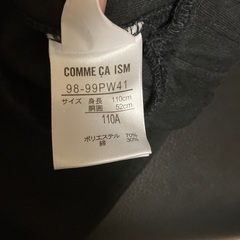 COMME ÇA ISM
98-99PW41
サイズ 身長 110cm
胴囲 52cm
110A
ポリエステル 70%
綿 30%